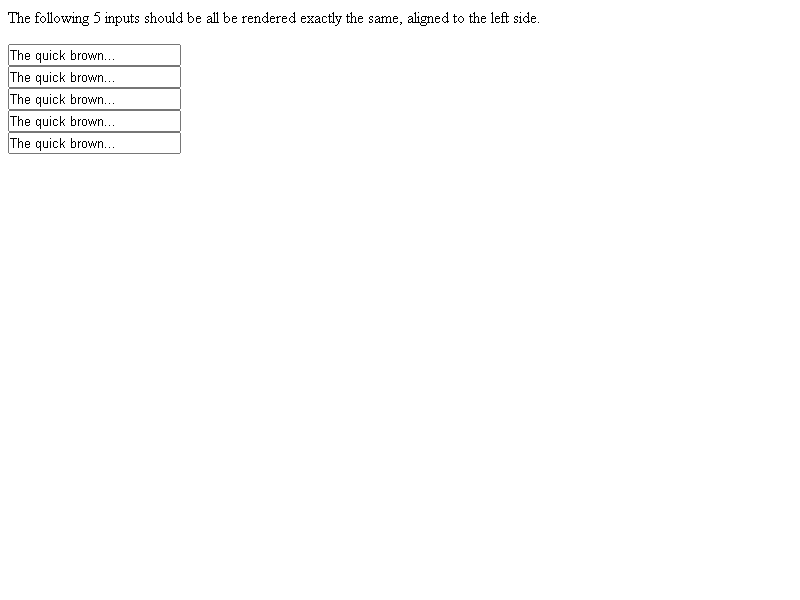 The following 5 inputs should be all be rendered exactly the same, aligned to the left side.
The quick brown...
The quick brown...
The quick brown...
The quick brown...
The quick brown...